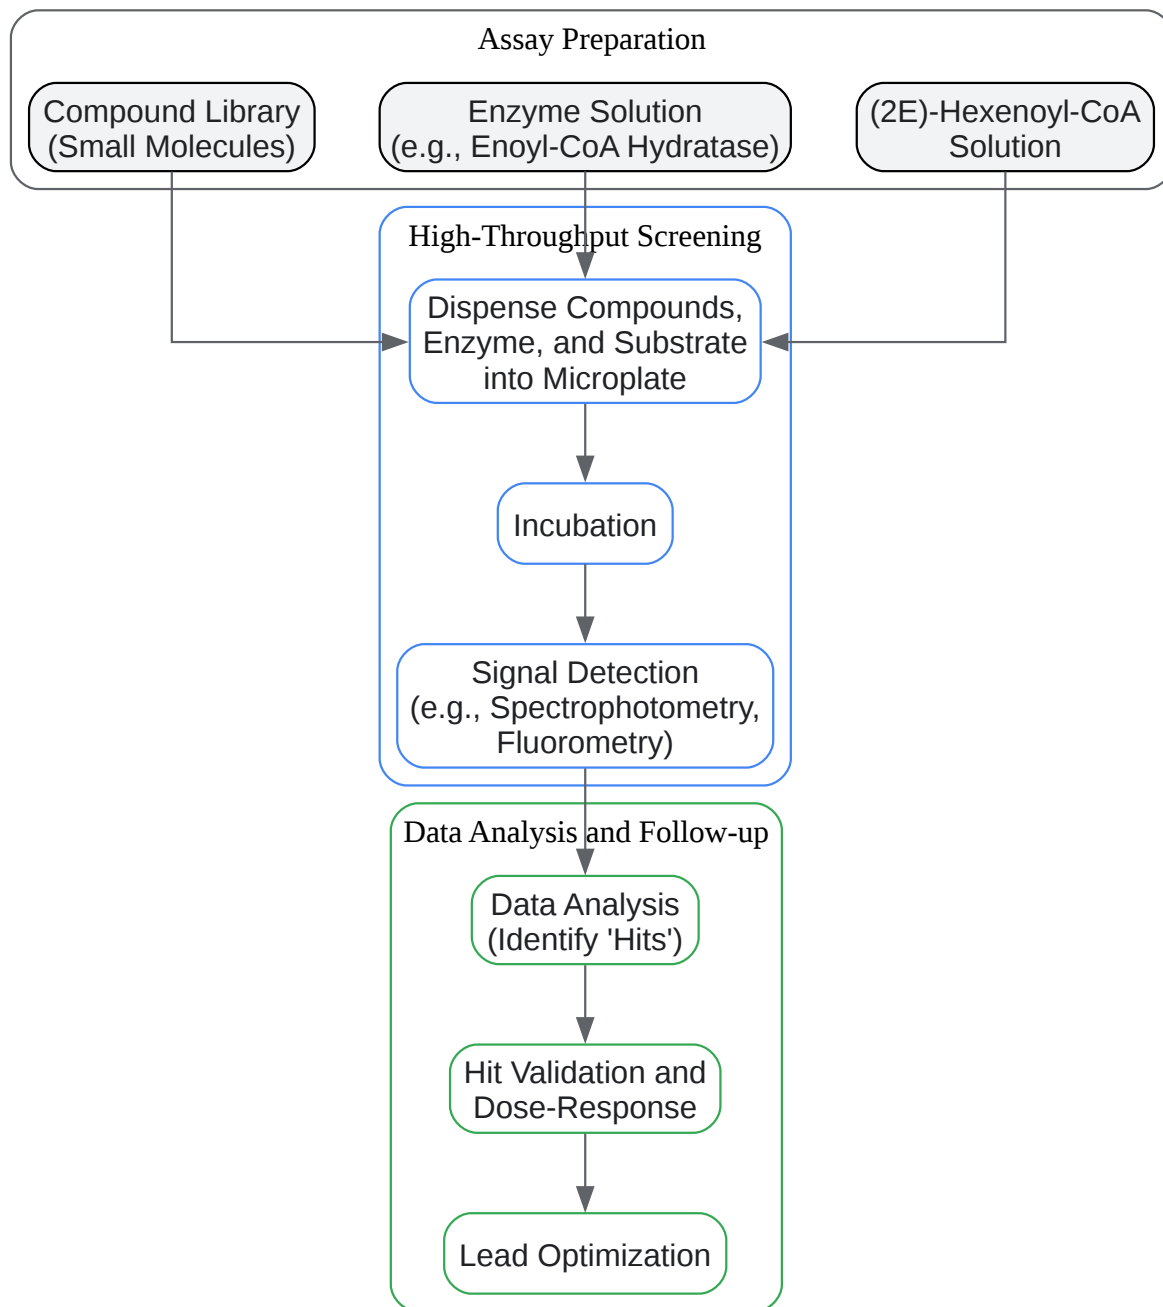 Assay Preparation
Compound Library
(Small Molecules)
Enzyme Solution
(e.g., Enoyl-CoA Hydratase)
(2E)-Hexenoyl-CoA
Solution
High-Throughput Screening
Dispense Compounds,
Enzyme, and Substrate
into Microplate
Incubation
Signal Detection
(e.g., Spectrophotometry,
Fluorometry)
Data Analysis and Follow-up
Data Analysis
(Identify 'Hits')
Hit Validation and
Dose-Response
Lead Optimization